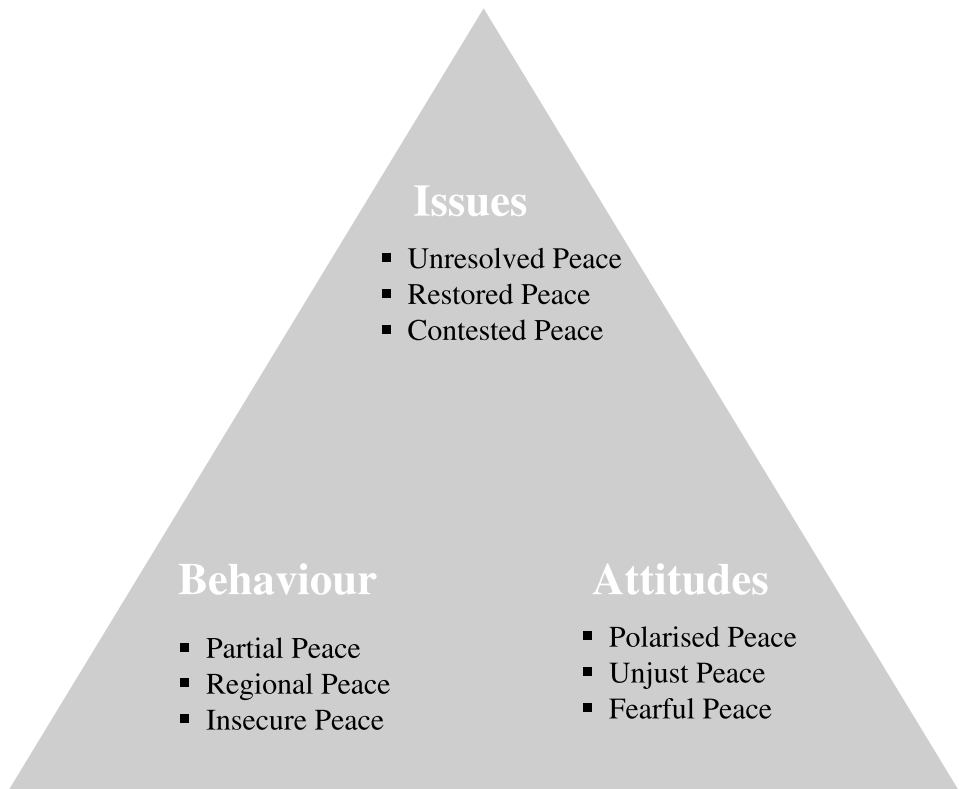 Issues
▪ Unresolved Peace
▪ Restored Peace
▪ Contested Peace
Behaviour
▪ Partial Peace
▪ Regional Peace
▪ Insecure Peace
Attitudes
▪ Polarised Peace
▪ Unjust Peace
▪ Fearful Peace